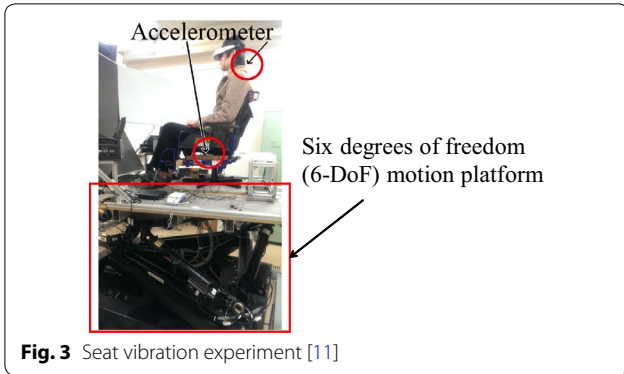 Accelerometer
Six degrees of freedom
(6-DoF) motion platform
Fig. 3 Seat vibration experiment [11]